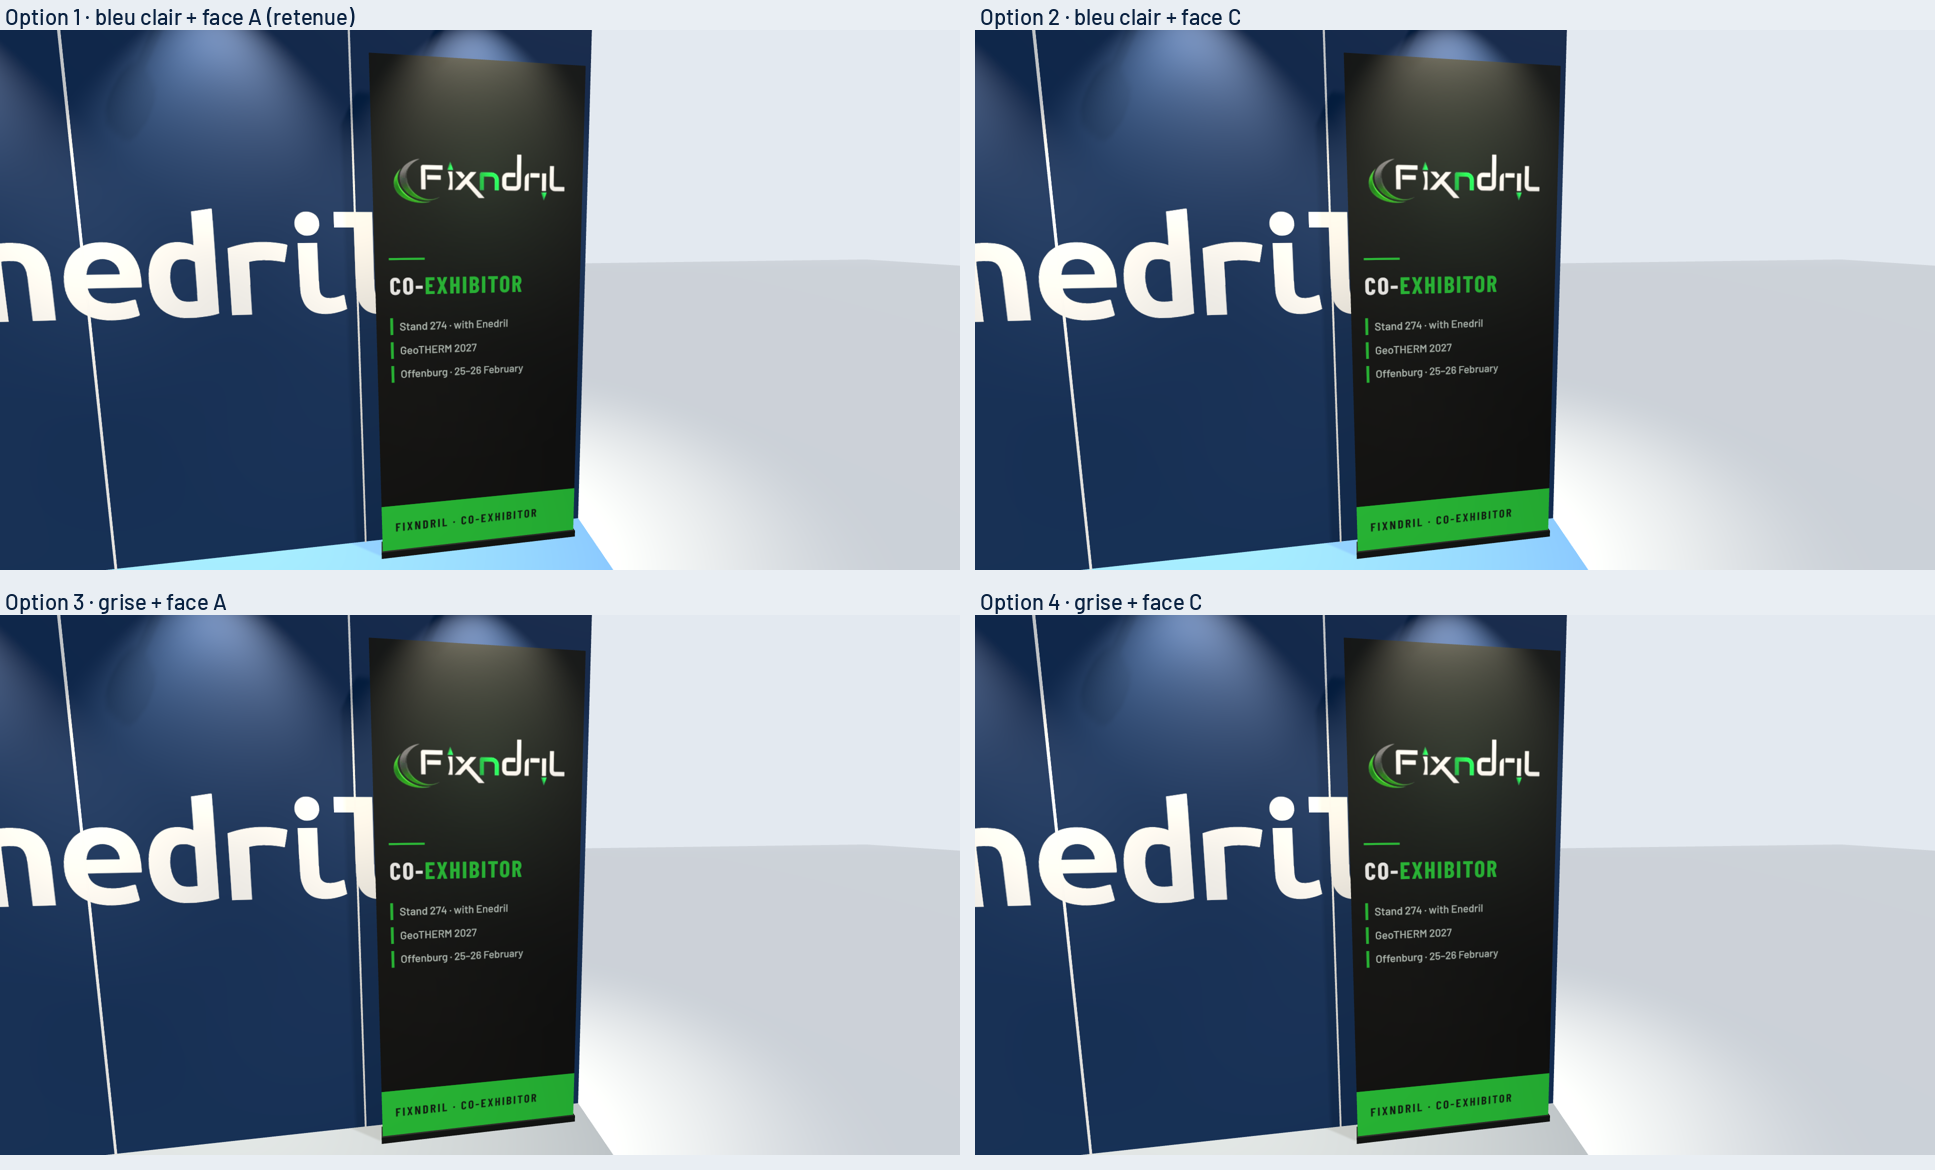 Option 1 · bleu clair + face A (retenue)
nedril
Fixndril
CO-EXHIBITOR
Stand 274 · with Enedril
GeoTHERM 2027
Offenburg · 25-26 February
FIXNDRIL · CO-EXHIBITOR
Option 2 · bleu clair + face C
nedril
Fixndril
CO-EXHIBITOR
Stand 274 · with Enedril
GeoTHERM 2027
Offenburg · 25-26 February
FIXNDRIL · CO-EXHIBITOR
Option 3 · grise + face A
nedril
Fixndril
CO-EXHIBITOR
Stand 274 · with Enedril
GeoTHERM 2027
Offenburg · 25-26 February
FIXNDRIL · CO-EXHIBITOR
Option 4 · grise + face C
nedril
Fixndril
CO-EXHIBITOR
Stand 274 · with Enedril
GeoTHERM 2027
Offenburg · 25-26 February
FIXNDRIL · CO-EXHIBITOR